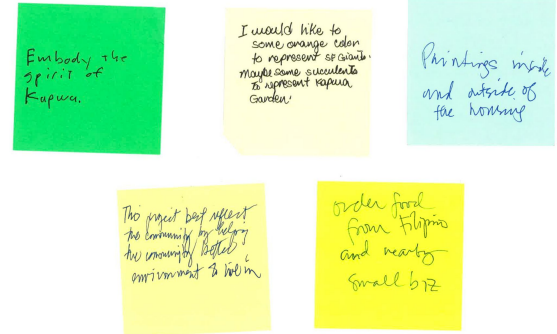 Embody the
spirit of
Kapwa.
I would like to
some orange color
to represent SF Giants.
Maybe some succulents
to represent Kapwa
Garden.
Paintings inside
and outside of
the housing
This project best reflect
the community by helping
the community better
environment to live in
order food
from Filipino
and nearby
small biz